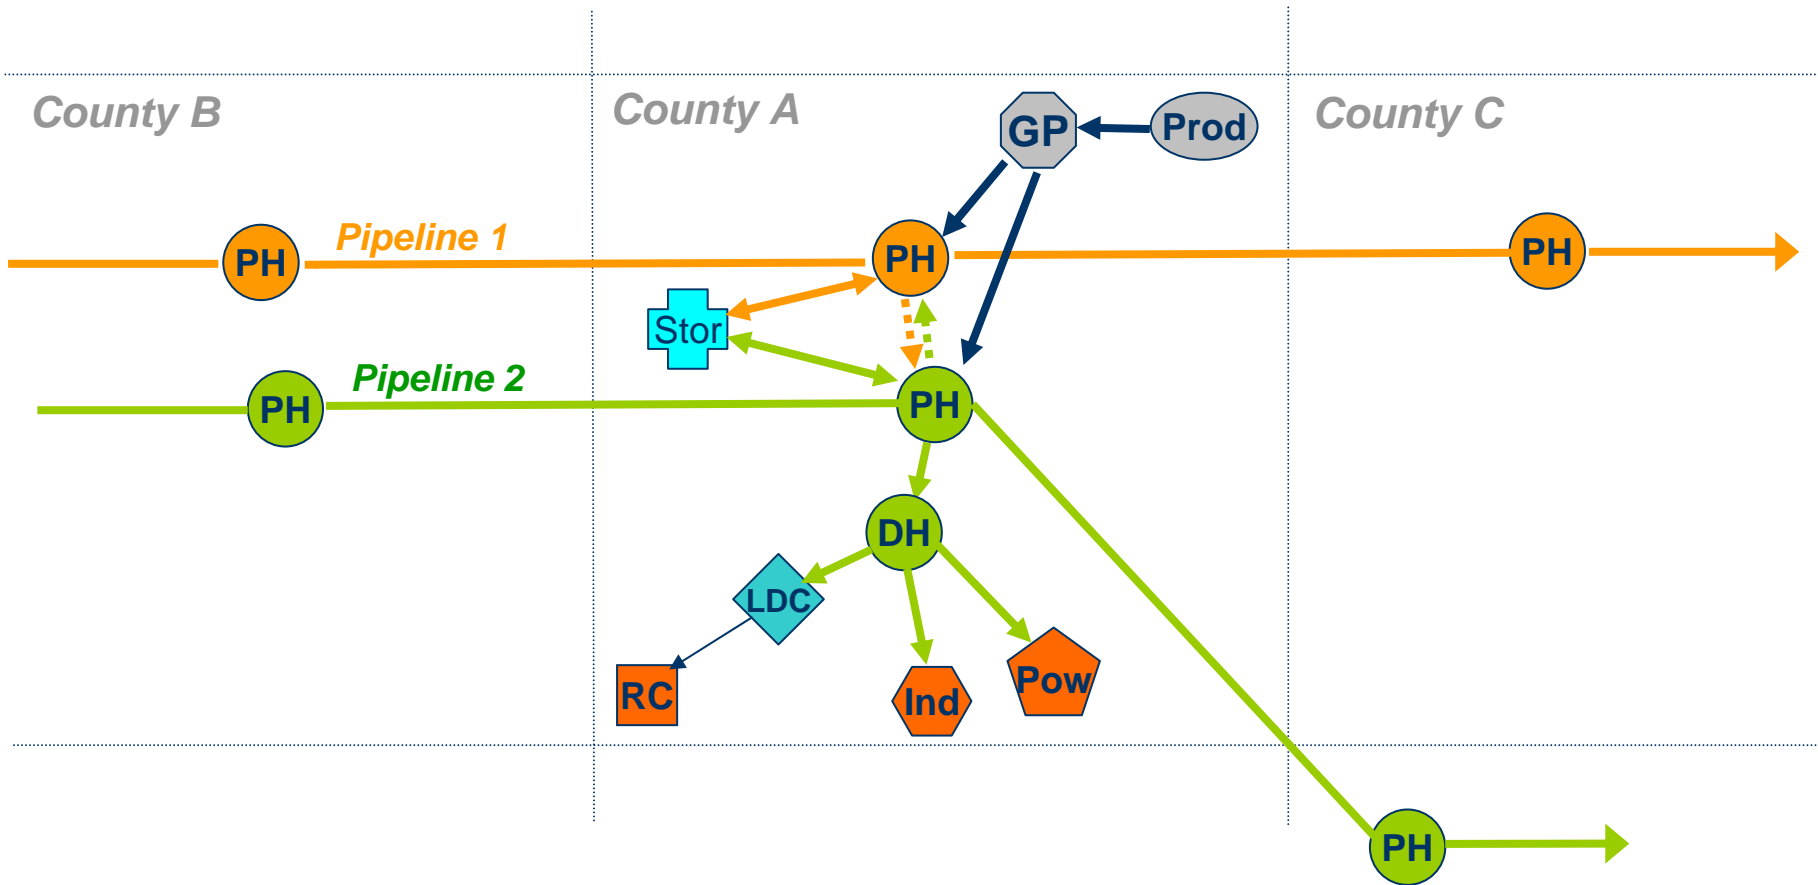 County B
County A
County C
GP
Prod
Pipeline 1
PH
PH
PH
Stor
Pipeline 2
PH
PH
DH
LDC
RC
Ind
Pow
PH